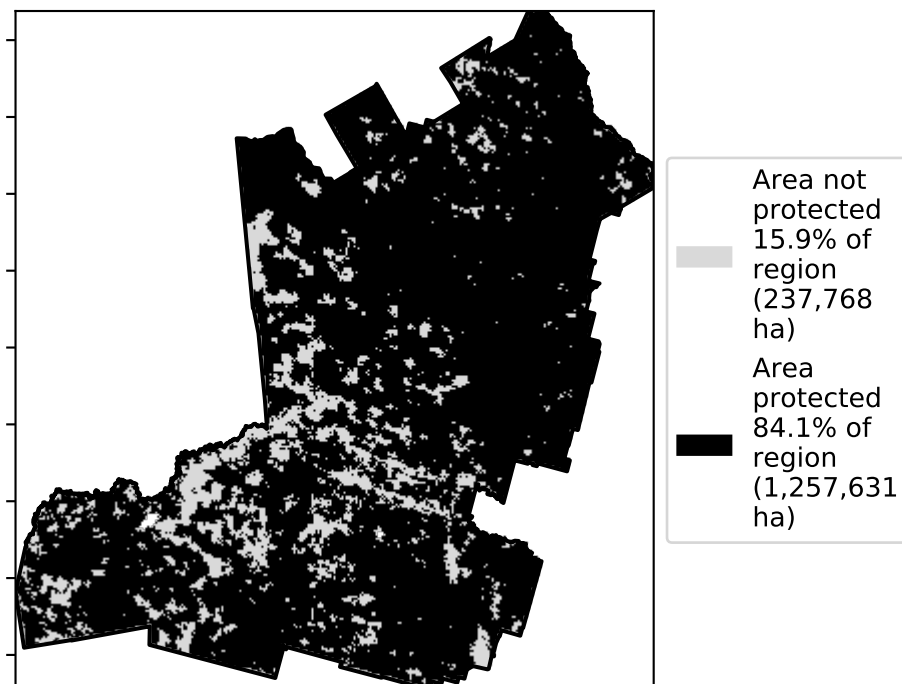 Area not
protected
15.9% of
region
(237,768
ha)
Area
protected
84.1% of
region
(1,257,631
ha)